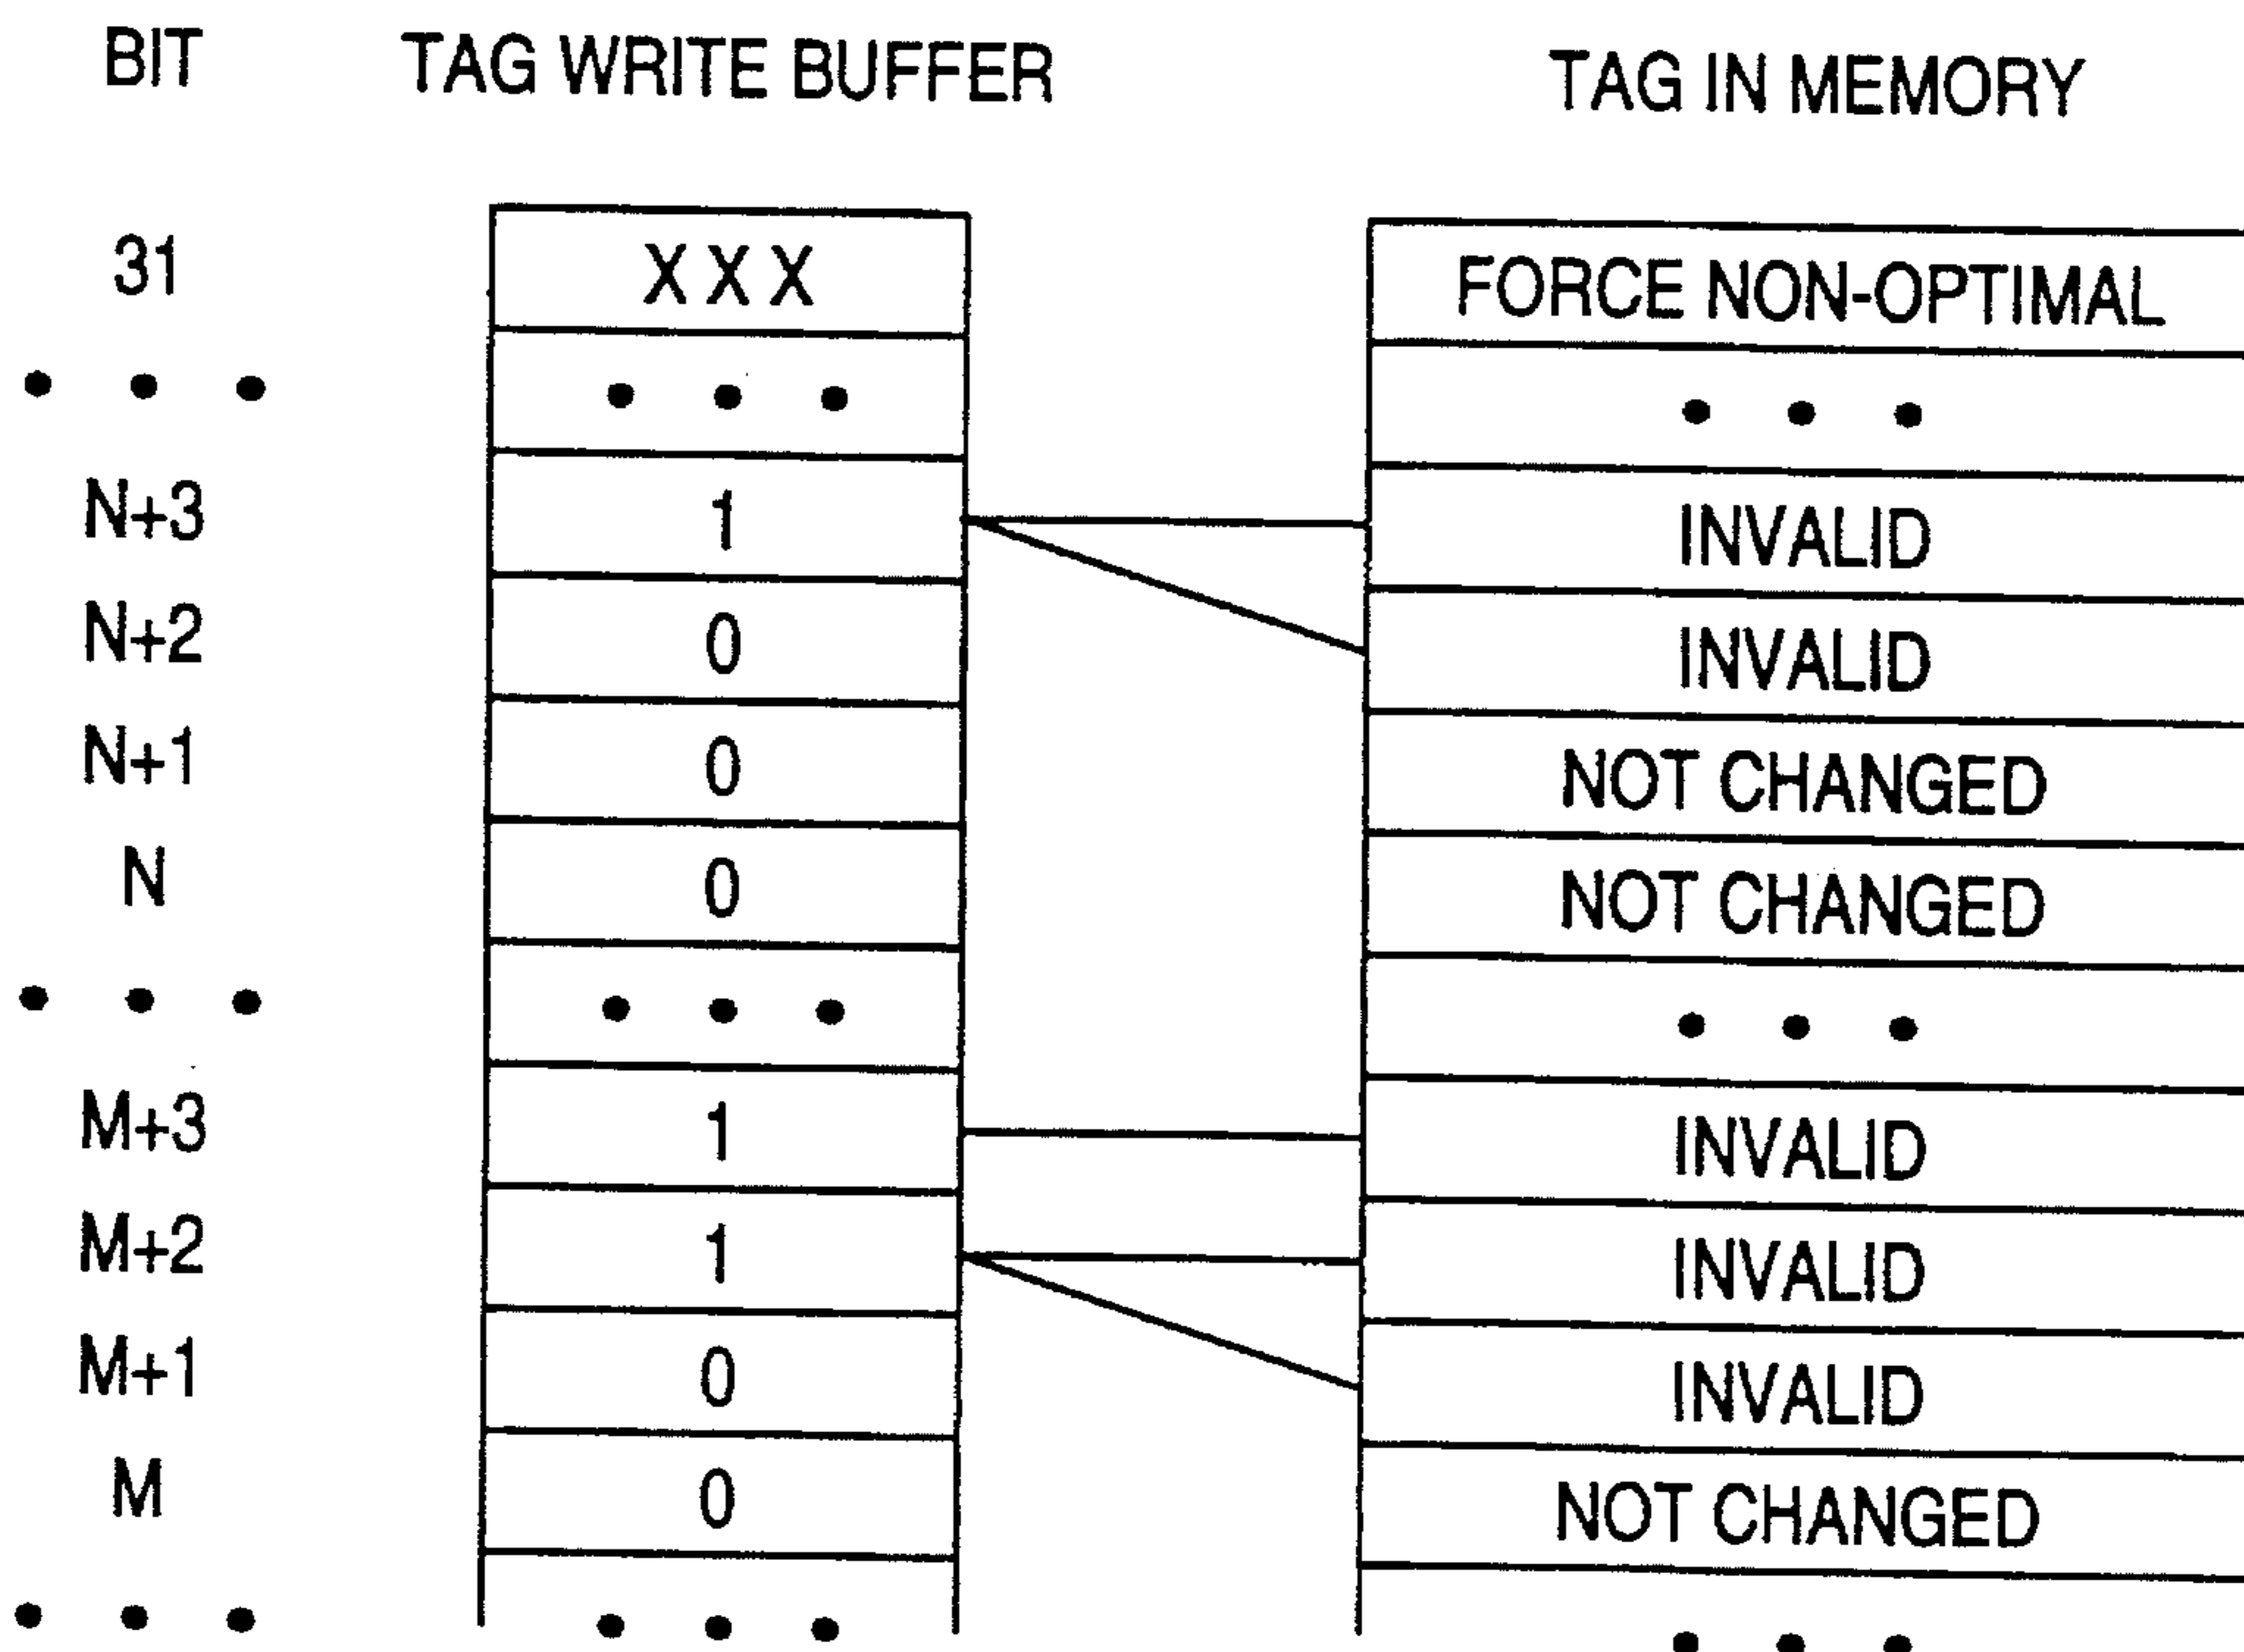 BIT TAG WRITE BUFFER TAG IN MEMORY
31 X X X FORCE NON-OPTIMAL
• • • • • • • • •
N+3 1 INVALID
N+2 0 INVALID
N+1 0 NOT CHANGED
N 0 NOT CHANGED
• • • • • • • • •
M+3 1 INVALID
M+2 1 INVALID
M+1 0 INVALID
M 0 NOT CHANGED
• • • • • • • • •